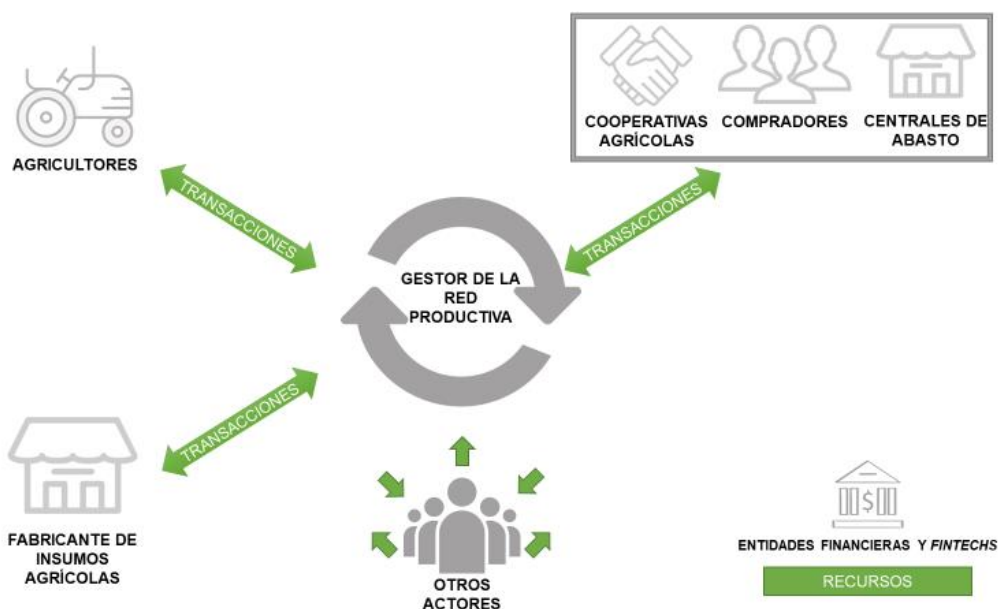 COOPERATIVAS
AGRÍCOLAS
COMPRADORES
CENTRALES DE
ABASTO
AGRICULTORES
TRANSACCIONES
TRANSACCIONES
GESTOR DE LA
RED
PRODUCTIVA
TRANSACCIONES
FABRICANTE DE
INSUMOS
AGRÍCOLAS
OTROS
ACTORES
$
ENTIDADES FINANCIERAS Y FINTECHS
RECURSOS